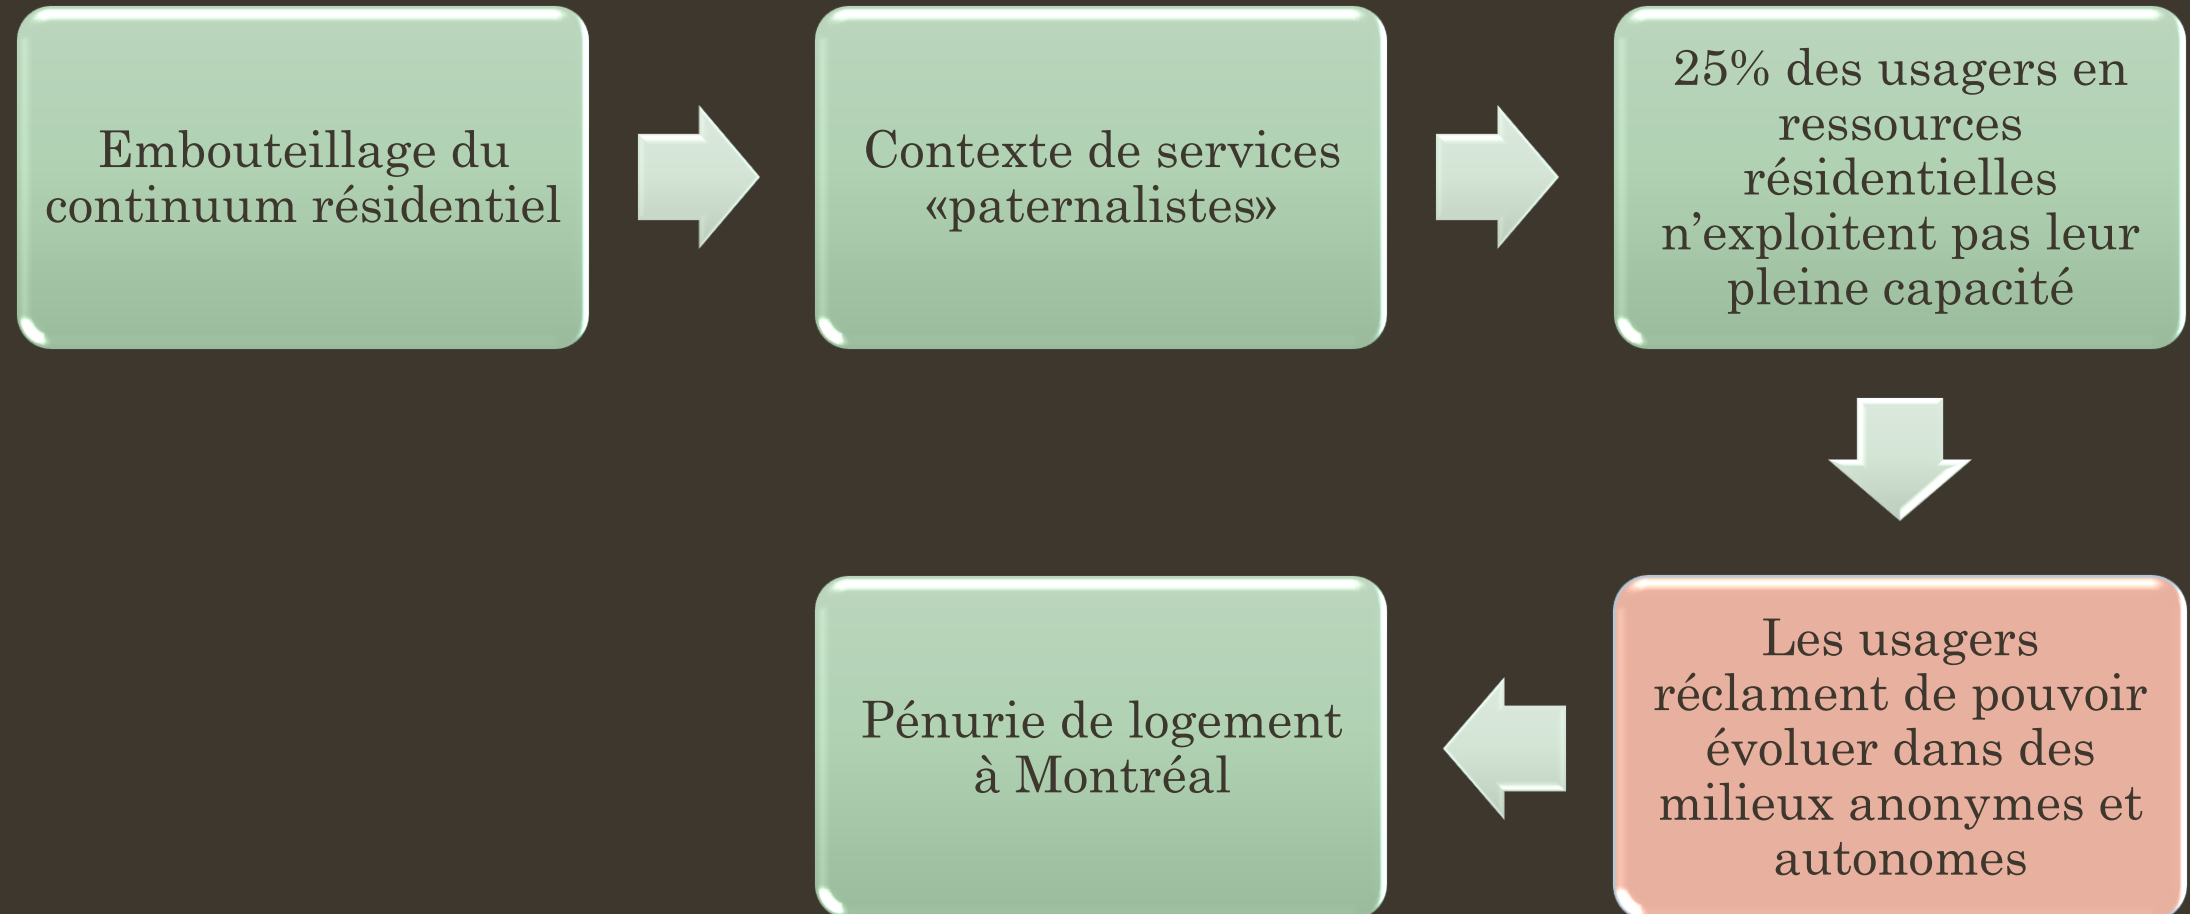 Embouteillage du
continuum résidentiel
Contexte de services
«paternalistes»
25% des usagers en
ressources
résidentielles
n’exploitent pas leur
pleine capacité
Les usagers
réclament de pouvoir
évoluer dans des
milieux anonymes et
autonomes
Pénurie de logement
à Montréal